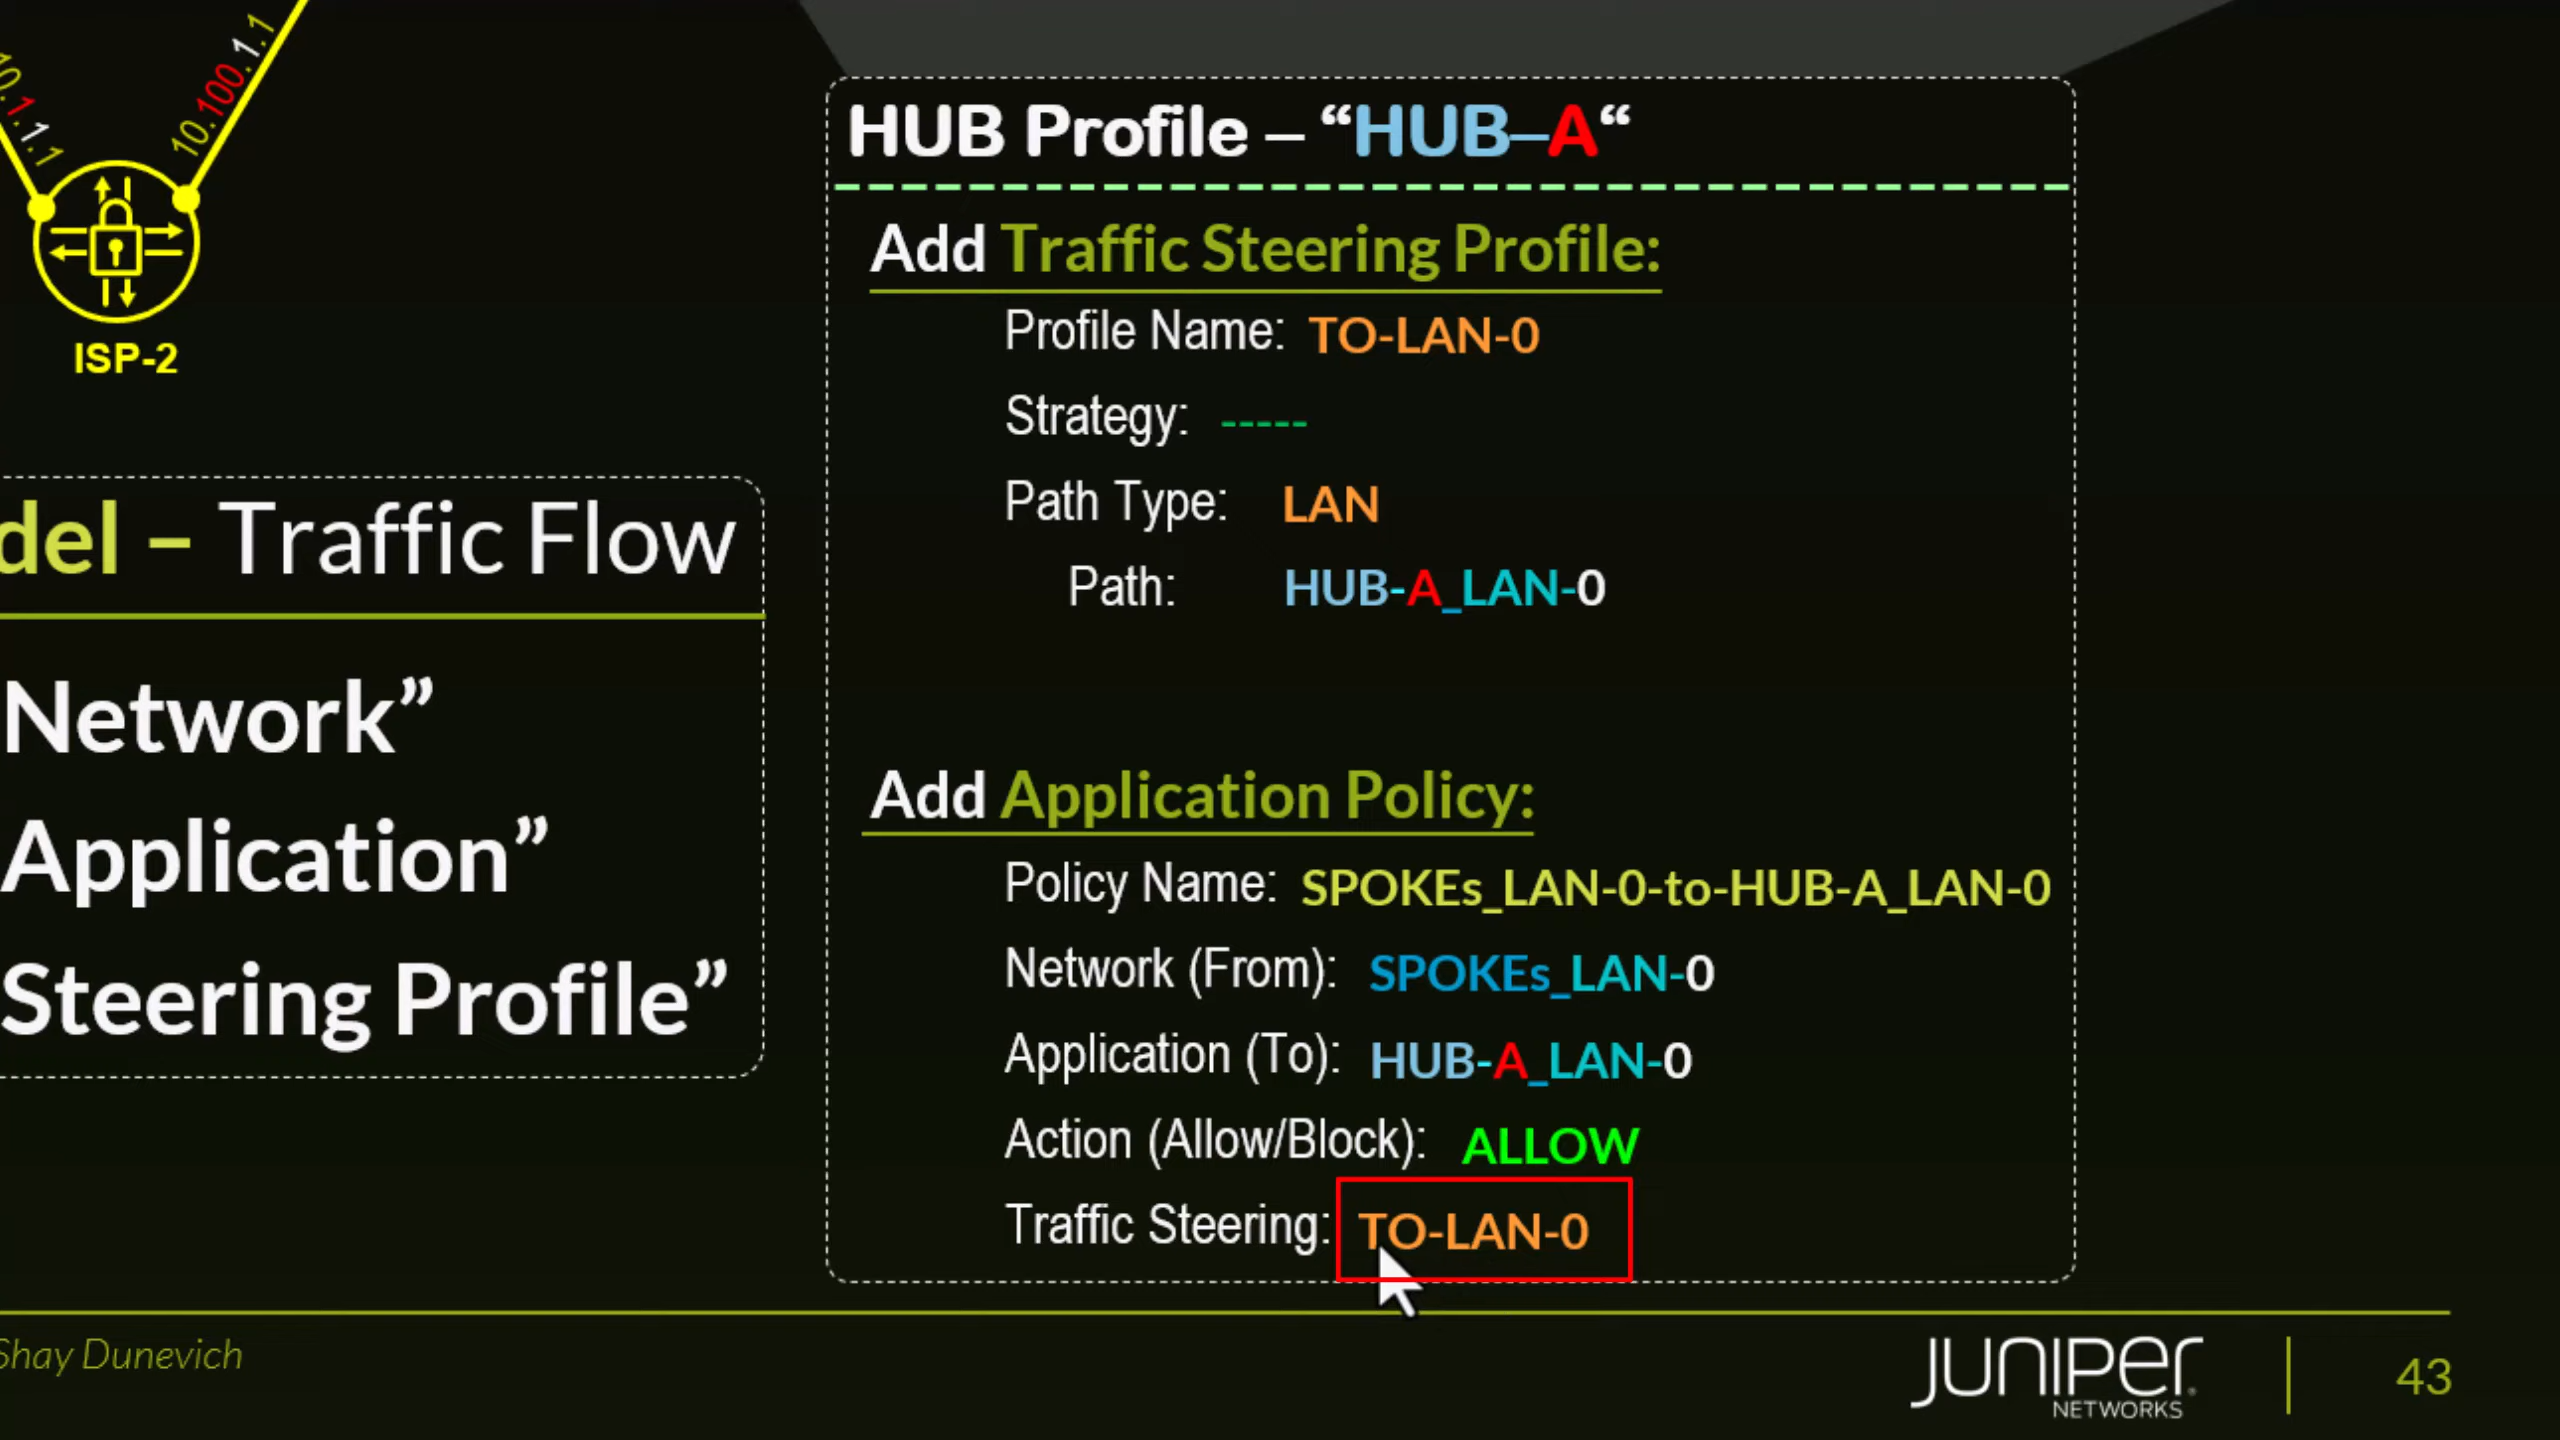 10.100.1.1
ISP-2
del – Traffic Flow
Network”
Application”
Steering Profile”
HUB Profile – “HUB–A“
Add Traffic Steering Profile:
Profile Name: TO-LAN-0
Strategy: -----
Path Type: LAN
Path: HUB-A_LAN-0
Add Application Policy:
Policy Name: SPOKEs_LAN-0-to-HUB-A_LAN-0
Network (From): SPOKEs_LAN-0
Application (To): HUB-A_LAN-0
Action (Allow/Block): ALLOW
Traffic Steering: TO-LAN-0
Shay Dunevich
JUNIPER
NETWORKS
43